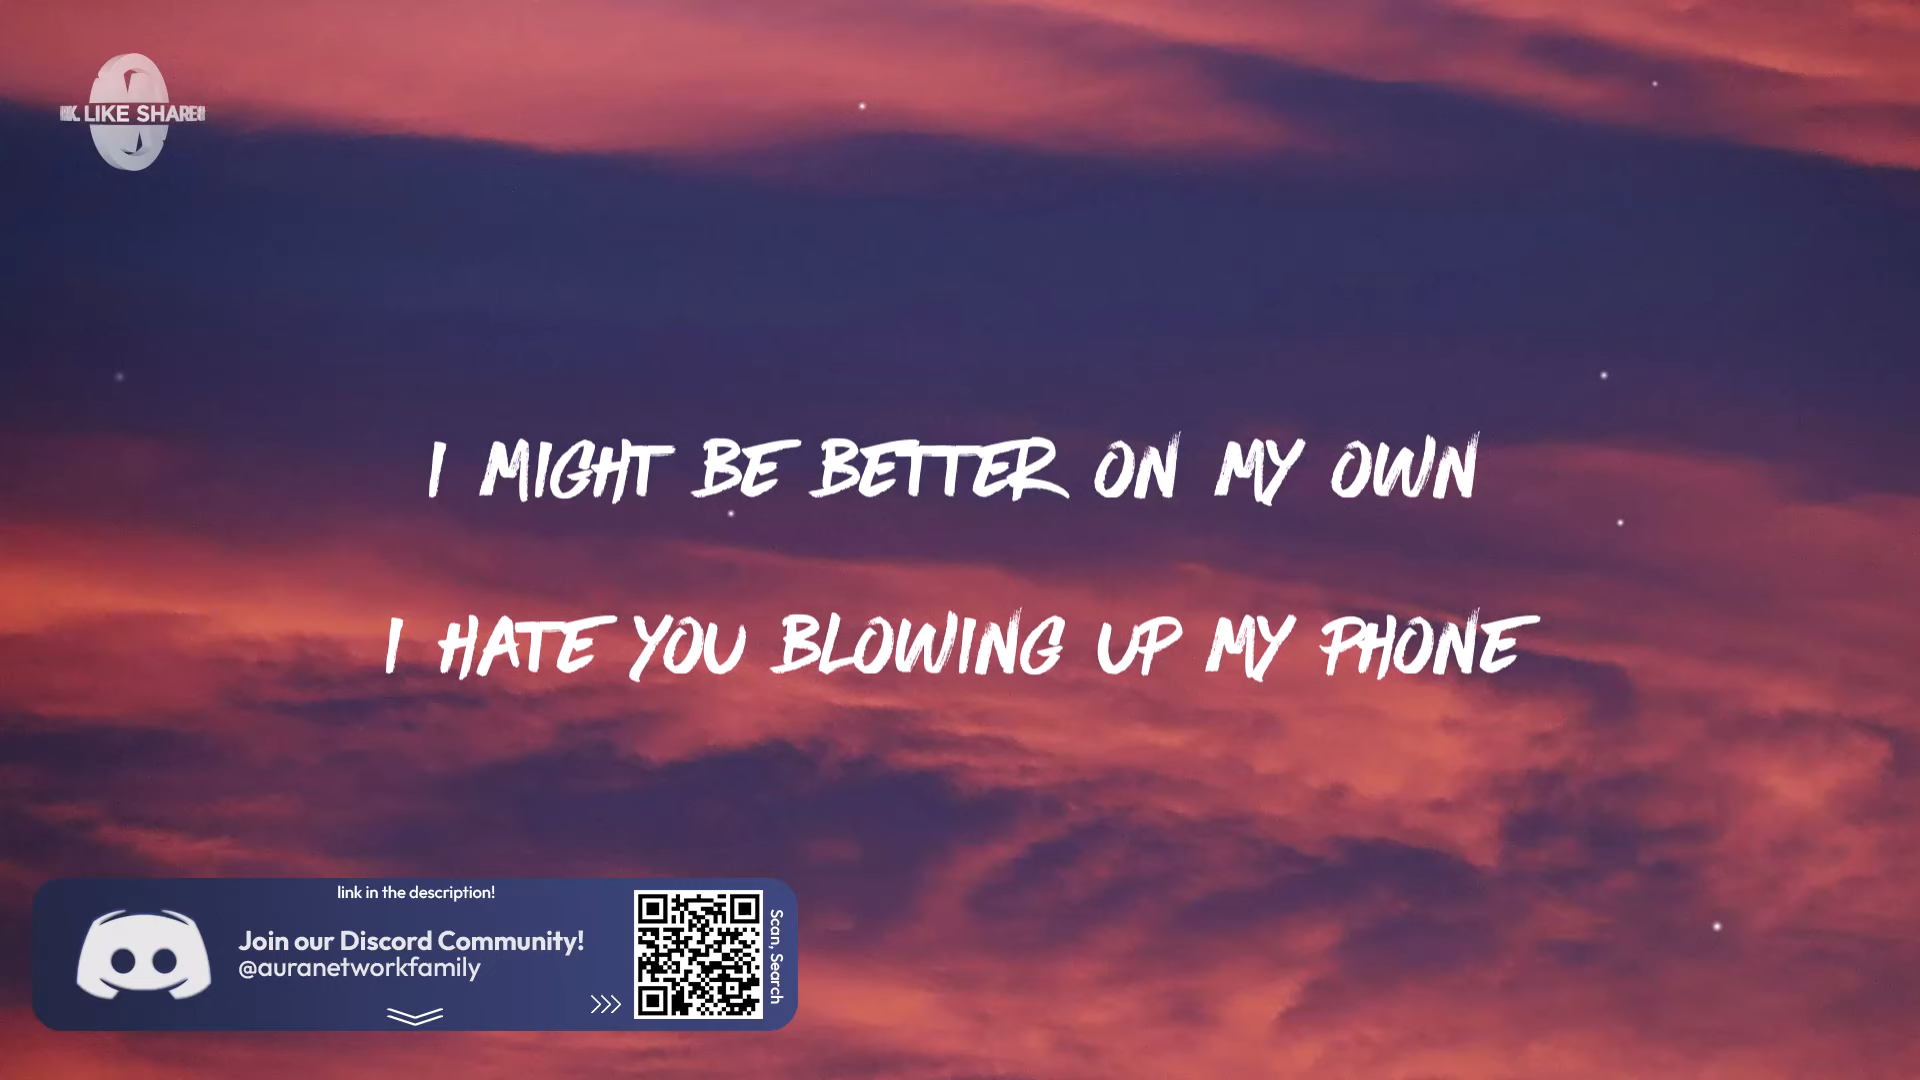 LIKE SHARE
I MIGHT BE BETTER ON MY OWN
I HATE YOU BLOWING UP MY PHONE
link in the description!
Join our Discord Community!
@auranetworkfamily
Scan, Search